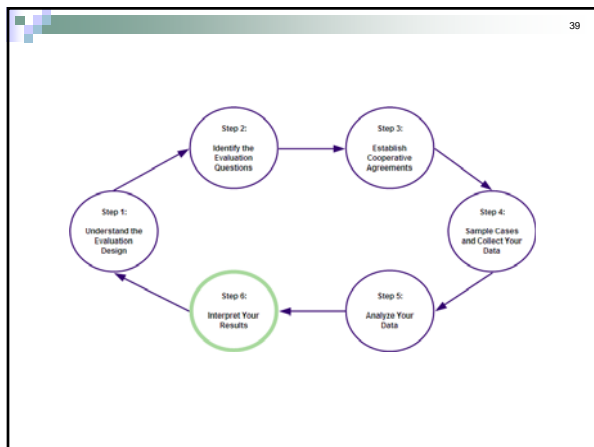 39
Step 1:
Understand the
Evaluation
Design
Step 2:
Identify the
Evaluation
Questions
Step 3:
Establish
Cooperative
Agreements
Step 4:
Sample Cases
and Collect Your
Data
Step 5:
Analyze Your
Data
Step 6:
Interpret Your
Results